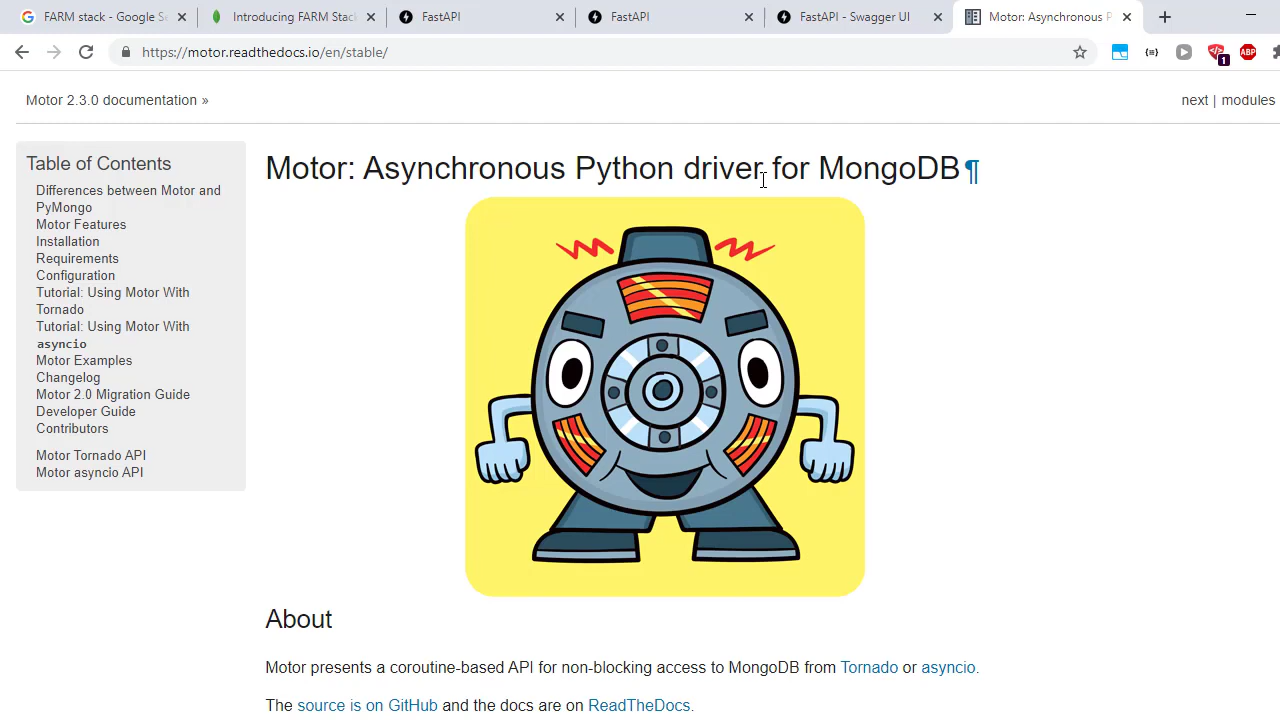 FARM stack - Google S
Introducing FARM Stac
FastAPI
FastAPI
FastAPI - Swagger UI
Motor: Asynchronous P
https://motor.readthedocs.io/en/stable/
1
ABP
Motor 2.3.0 documentation »
next | modules
Table of Contents
Differences between Motor and
PyMongo
Motor Features
Installation
Requirements
Configuration
Tutorial: Using Motor With
Tornado
Tutorial: Using Motor With
asyncio
Motor Examples
Changelog
Motor 2.0 Migration Guide
Developer Guide
Contributors
Motor Tornado API
Motor asyncio API
Motor: Asynchronous Python driver for MongoDB¶
About
Motor presents a coroutine-based API for non-blocking access to MongoDB from Tornado or asyncio.
The source is on GitHub and the docs are on ReadTheDocs.